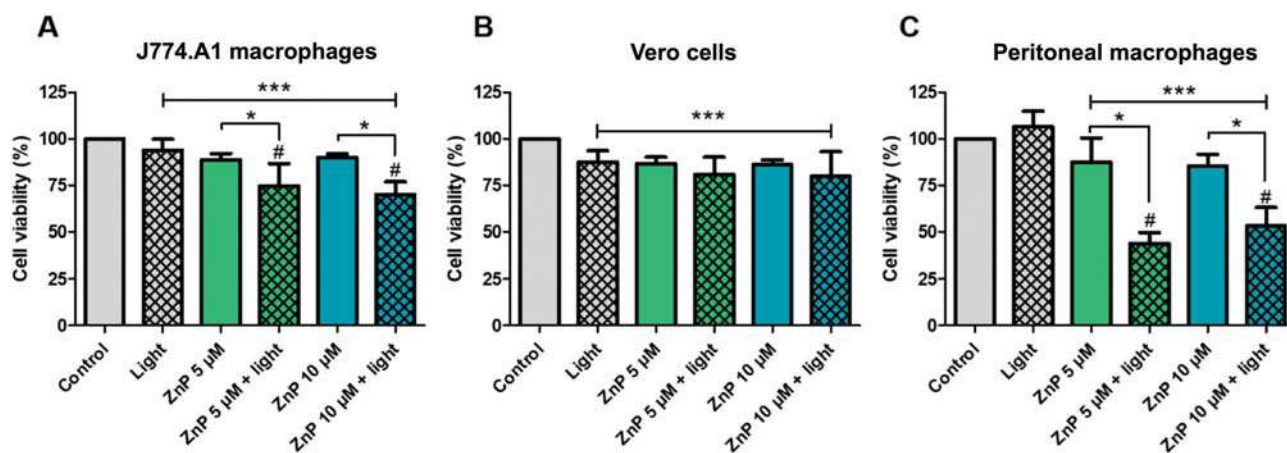 A
J774.A1 macrophages
Cell viability (%)
125
100
75
50
25
0
***
*
*
#
#
Control
Light
ZnP 5 µM
ZnP 5 µM + light
ZnP 10 µM
ZnP 10 µM + light
B
Vero cells
Cell viability (%)
125
100
75
50
25
0
***
Control
Light
ZnP 5 µM
ZnP 5 µM + light
ZnP 10 µM
ZnP 10 µM + light
C
Peritoneal macrophages
Cell viability (%)
125
100
75
50
25
0
***
*
*
#
#
Control
Light
ZnP 5 µM
ZnP 5 µM + light
ZnP 10 µM
ZnP 10 µM + light